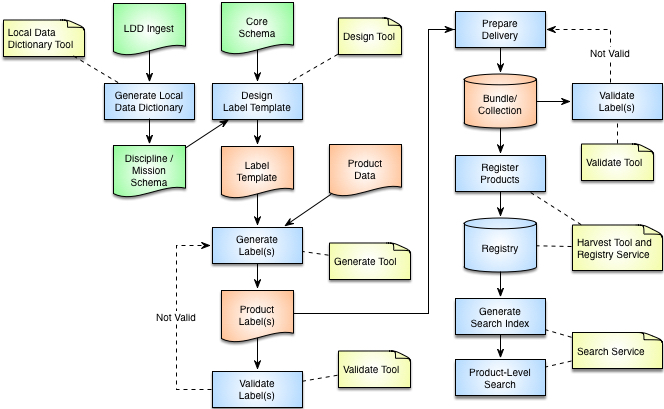 LDD Ingest
Core
Schema
Local Data
Dictionary Tool
Design Tool
Generate Local
Data Dictionary
Design
Label Template
Discipline /
Mission
Schema
Label
Template
Product
Data
Generate
Label(s)
Generate Tool
Not Valid
Product
Label(s)
Validate Tool
Validate
Label(s)
Prepare
Delivery
Not Valid
Bundle/
Collection
Validate
Label(s)
Validate Tool
Register
Products
Registry
Harvest Tool and
Registry Service
Generate
Search Index
Search Service
Product-Level
Search